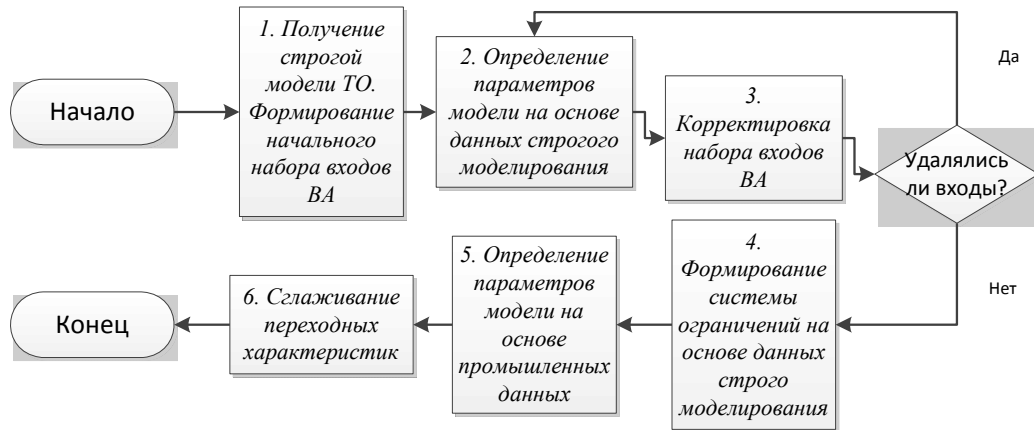 Начало
1. Получение
строгой
модели ТО.
Формирование
начального
набора входов
ВА
2. Определение
параметров
модели на основе
данных строгого
моделирования
3.
Корректировка
набора входов
ВА
Удалялись
ли входы?
Да
Нет
4.
Формирование
системы
ограничений на
основе данных
строго
моделирования
5. Определение
параметров
модели на
основе
промышленных
данных
6. Сглаживание
переходных
характеристик
Конец